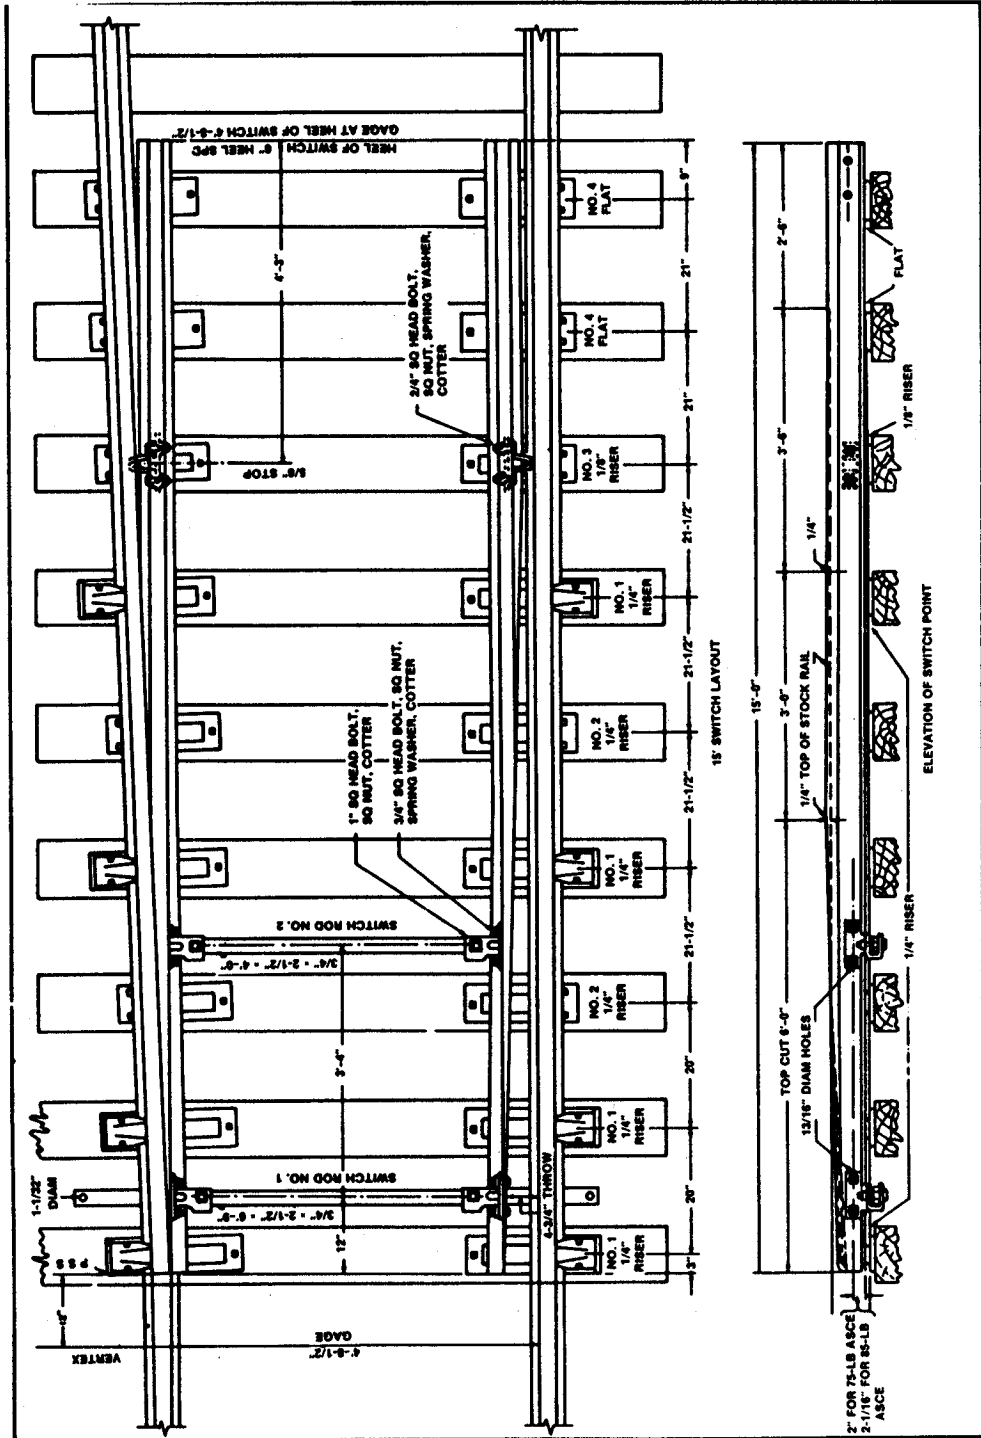 GAGE AT HEEL OF SWITCH 4'-8-1/2"
HEEL OF SWITCH 6" HEEL SPC
9"
NO. 4
FLAT
4'-3"
21"
2/4" SQ HEAD BOLT,
SQ NUT, SPRING WASHER,
COTTER
NO. 4
FLAT
21"
5/8" STOP
NO. 3
1/8"
RISER
21-1/2"
NO. 1
1/4"
RISER
21-1/2"
1" SQ HEAD BOLT,
SQ NUT, COTTER
3/4" SQ HEAD BOLT, SQ NUT,
SPRING WASHER, COTTER
NO. 2
1/4"
RISER
21-1/2"
NO. 1
1/4"
RISER
SWITCH ROD NO. 2
3/4" × 2-1/2" × 4'-9"
21-1/2"
NO. 2
1/4"
RISER
3'-4"
20"
NO. 1
1/4"
RISER
1-1/32"
DIAM
SWITCH ROD NO. 1
3/4" × 2-1/2" × 6'-9"
4-3/4" THROW
20"
12"
PSS
NO. 1
1/4"
RISER
3"
12"
VERTEX
GAGE
4'-8-1/2"
15' SWITCH LAYOUT
15'-0"
2'-6"
3'-6"
3'-0"
TOP CUT 6'-0"
FLAT
1/8" RISER
1/4"
1/4" TOP OF STOCK RAIL
13/16" DIAM HOLES
1/4" RISER
ELEVATION OF SWITCH POINT
2" FOR 75-LB ASCE
2-1/16" FOR 85-LB
ASCE